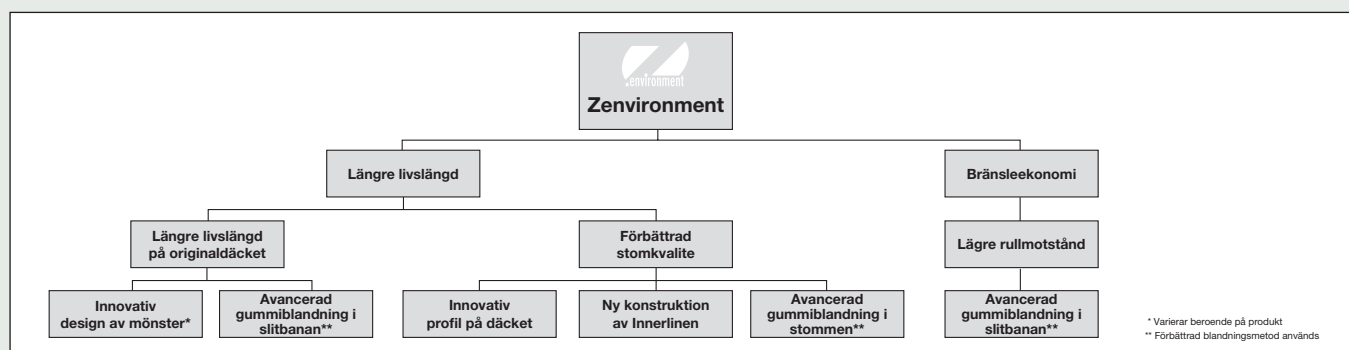 Zenvironment
Zenvironment
Längre livslängd
Bränsleekonomi
Längre livslängd
på originaldäcket
Förbättrad
stomkvalite
Lägre rullmotstånd
Innovativ
design av mönster*
Avancerad
gummiblandning i
slitbanan**
Innovativ
profil på däcket
Ny konstruktion
av Innerlinen
Avancerad
gummiblandning i
stommen**
Avancerad
gummiblandning i
slitbanan**
* Varierar beroende på produkt
** Förbättrad blandningsmetod används